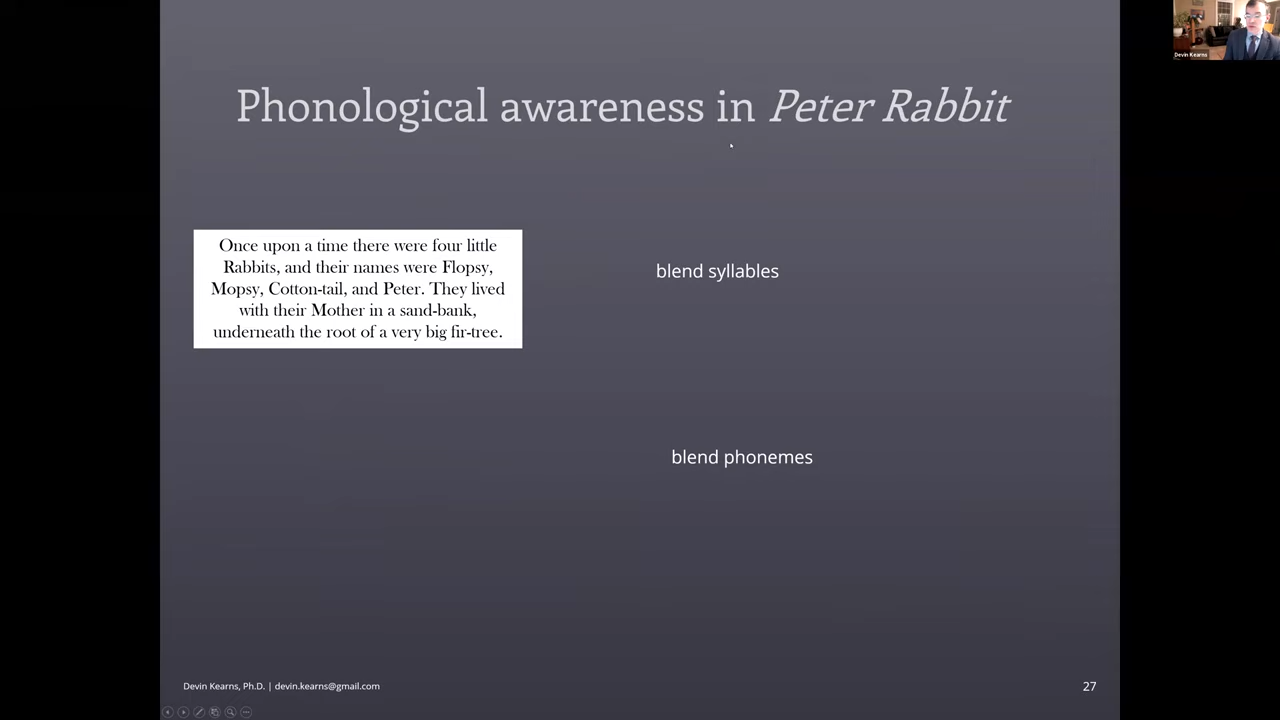 Phonological awareness in Peter Rabbit
Once upon a time there were four little
Rabbits, and their names were Flopsy,
Mopsy, Cotton-tail, and Peter. They lived
with their Mother in a sand-bank,
underneath the root of a very big fir-tree.
blend syllables
blend phonemes
Devin Kearns, Ph.D. | devin.kearns@gmail.com
27
Devin Kearns